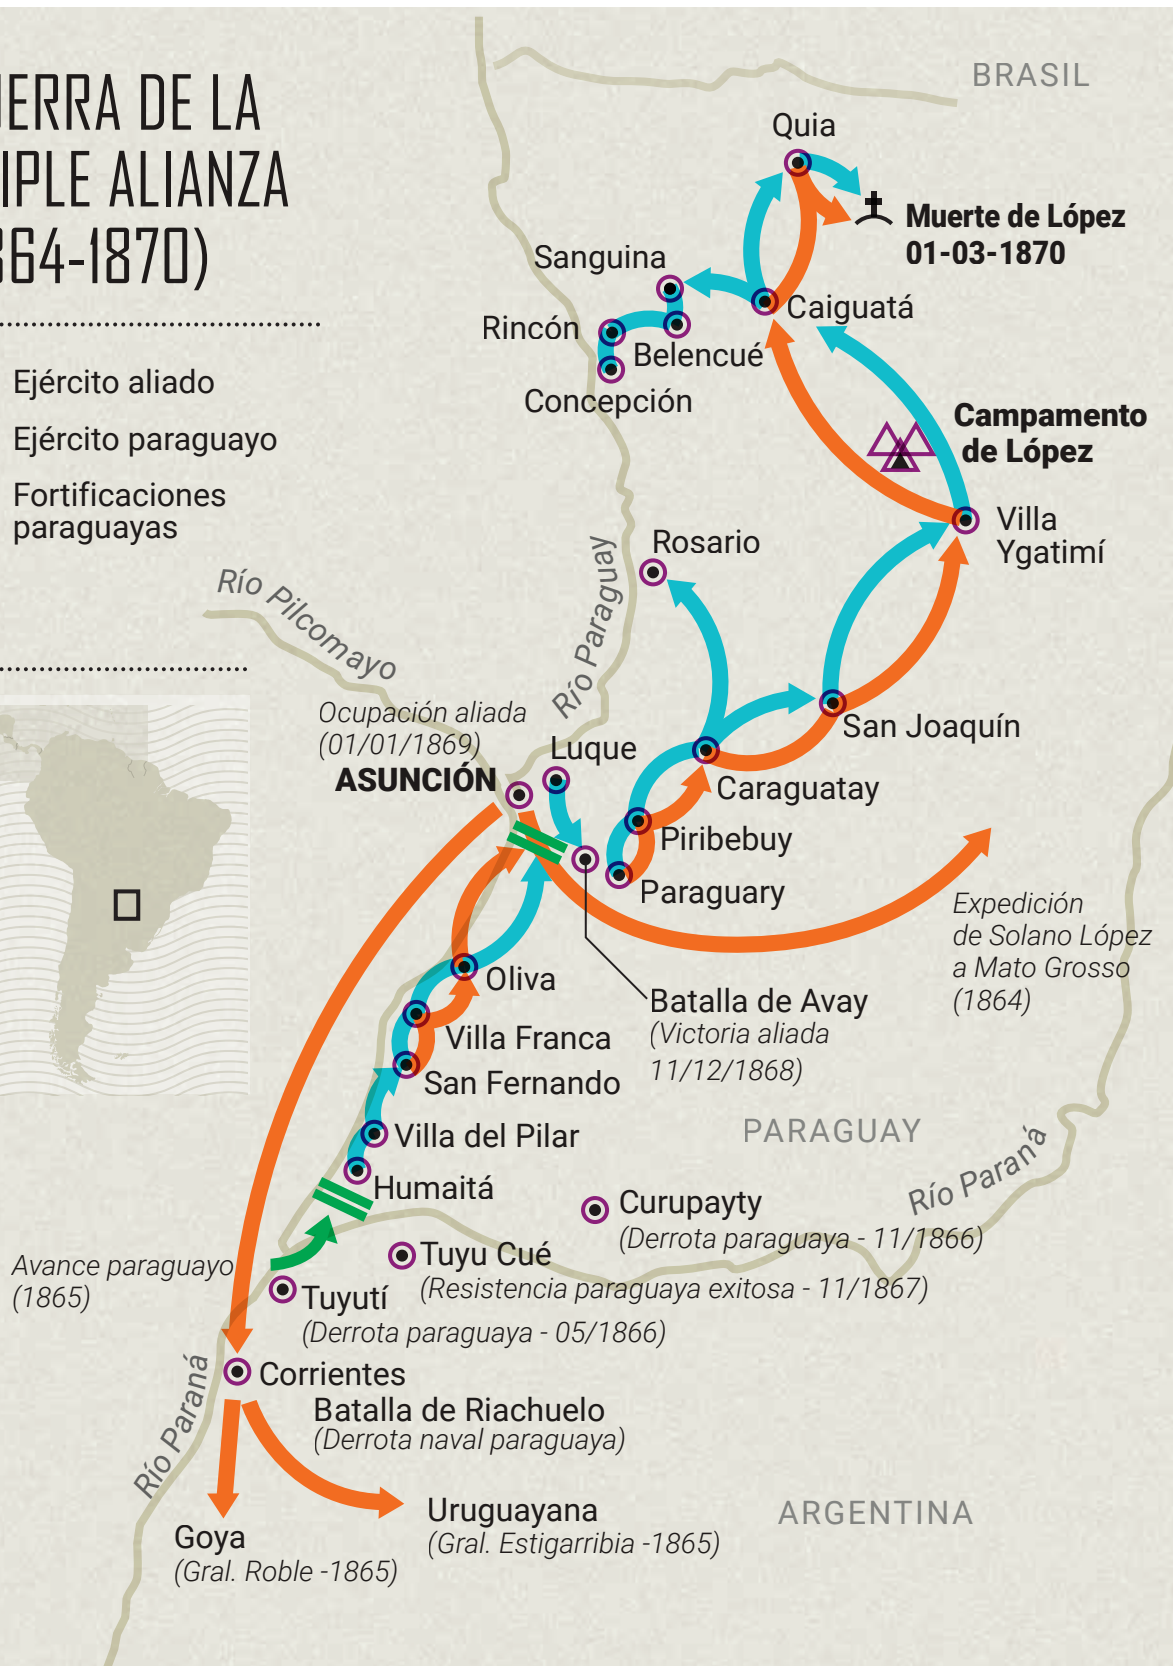 ERRA DE LA
IPLE ALIANZA
64-1870)
Ejército aliado
Ejército paraguayo
Fortificaciones
paraguayas
BRASIL
Quia
Muerte de López
01-03-1870
Sanguina
Caiguatá
Rincón
Belencué
Concepción
Campamento
de López
Villa
Ygatimí
Rosario
Río Paraguay
Río Pilcomayo
Ocupación aliada
(01/01/1869)
ASUNCIÓN
Luque
San Joaquín
Caraguatay
Piribebuy
Paraguary
Expedición
de Solano López
a Mato Grosso
(1864)
Oliva
Batalla de Avay
(Victoria aliada
11/12/1868)
Villa Franca
San Fernando
Villa del Pilar
PARAGUAY
Río Paraná
Humaitá
Curupayty
(Derrota paraguaya - 11/1866)
Tuyu Cué
(Resistencia paraguaya exitosa - 11/1867)
Avance paraguayo
(1865)
Tuyutí
(Derrota paraguaya - 05/1866)
Río Paraná
Corrientes
Batalla de Riachuelo
(Derrota naval paraguaya)
Uruguayana
(Gral. Estigarribia -1865)
ARGENTINA
Goya
(Gral. Roble -1865)